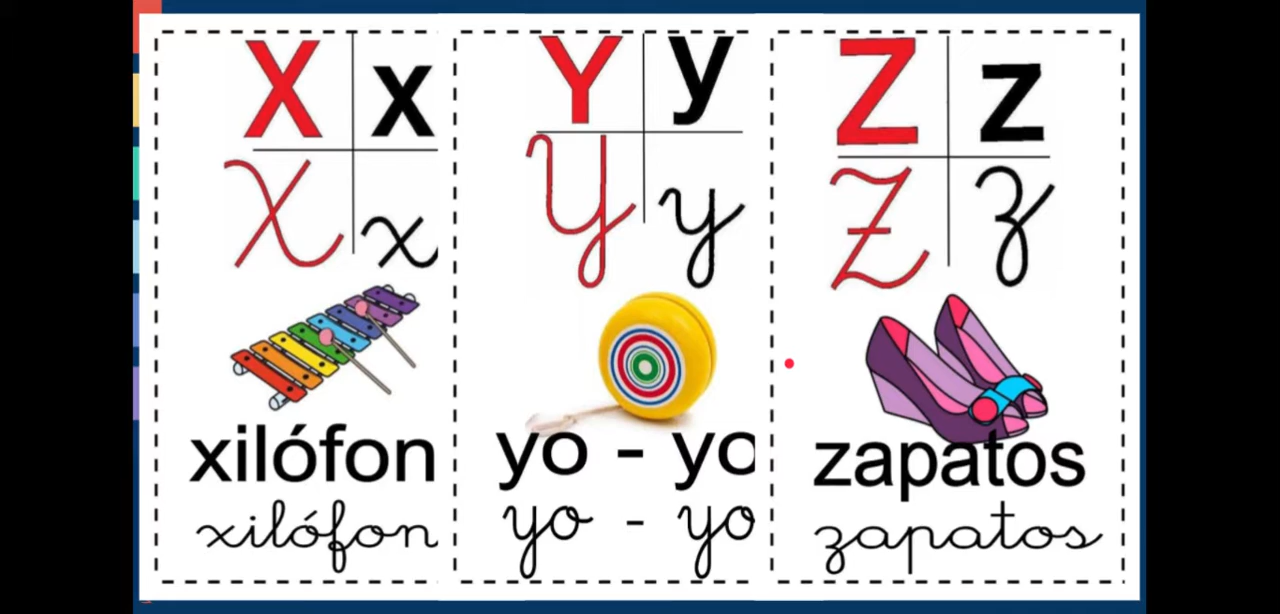 X x
X x
xilófon
xilófon
Y y
Y y
yo - yo
yo - yo
Z z
Z z
zapatos
zapatos